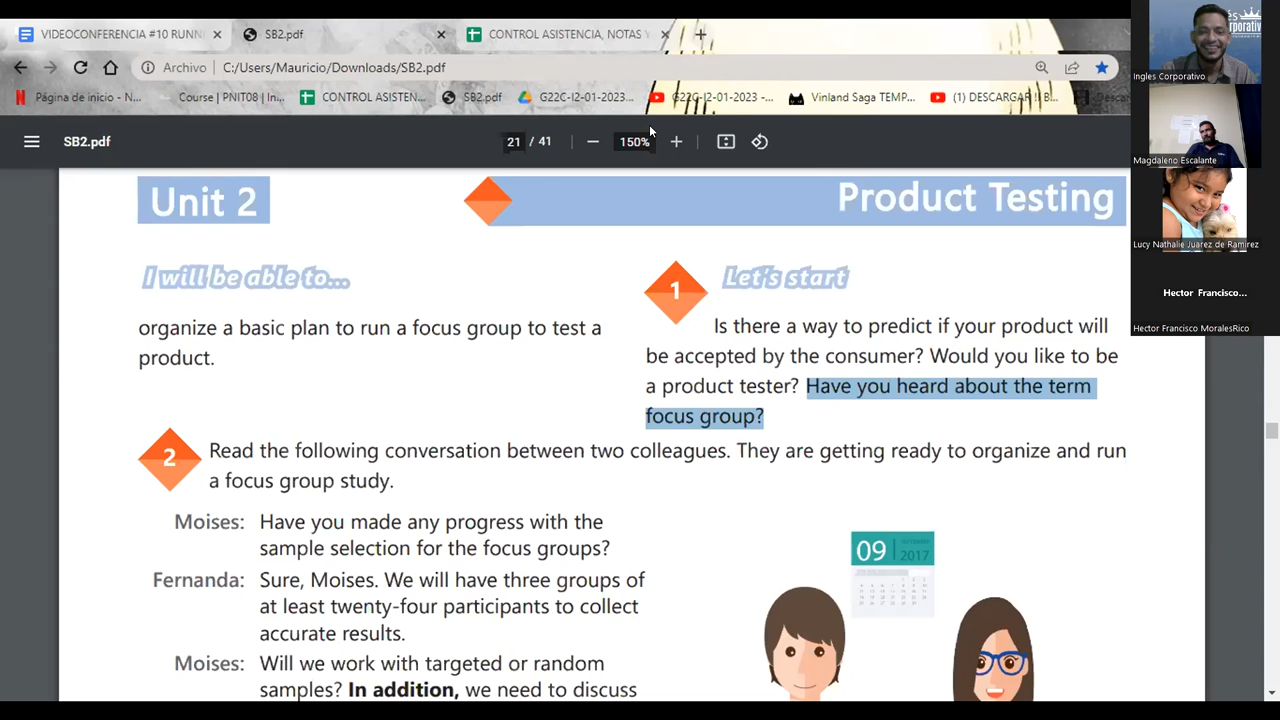 VIDEOCONFERENCIA #10 RUNN
SB2.pdf
CONTROL ASISTENCIA, NOTAS Y
Archivo
C:/Users/Mauricio/Downloads/SB2.pdf
Página de inicio - N...
Course | PNIT08 | In...
CONTROL ASISTEN...
SB2.pdf
G22C-I2-01-2023...
G22C-I2-01-2023 -...
Vinland Saga TEMP...
(1) DESCARGAR !! B...
SB2.pdf
21 / 41
150%
Unit 2
Product Testing
I will be able to...
organize a basic plan to run a focus group to test a
product.
1
Let's start
Is there a way to predict if your product will
be accepted by the consumer? Would you like to be
a product tester? Have you heard about the term
focus group?
2
Read the following conversation between two colleagues. They are getting ready to organize and run
a focus group study.
Moises: Have you made any progress with the
sample selection for the focus groups?
Fernanda: Sure, Moises. We will have three groups of
at least twenty-four participants to collect
accurate results.
Moises: Will we work with targeted or random
samples? In addition, we need to discuss
09
2017
Ingles Corporativo
Magdaleno Escalante
Lucy Nathalie Juarez de Ramirez
Hector Francisco...
Hector Francisco MoralesRico